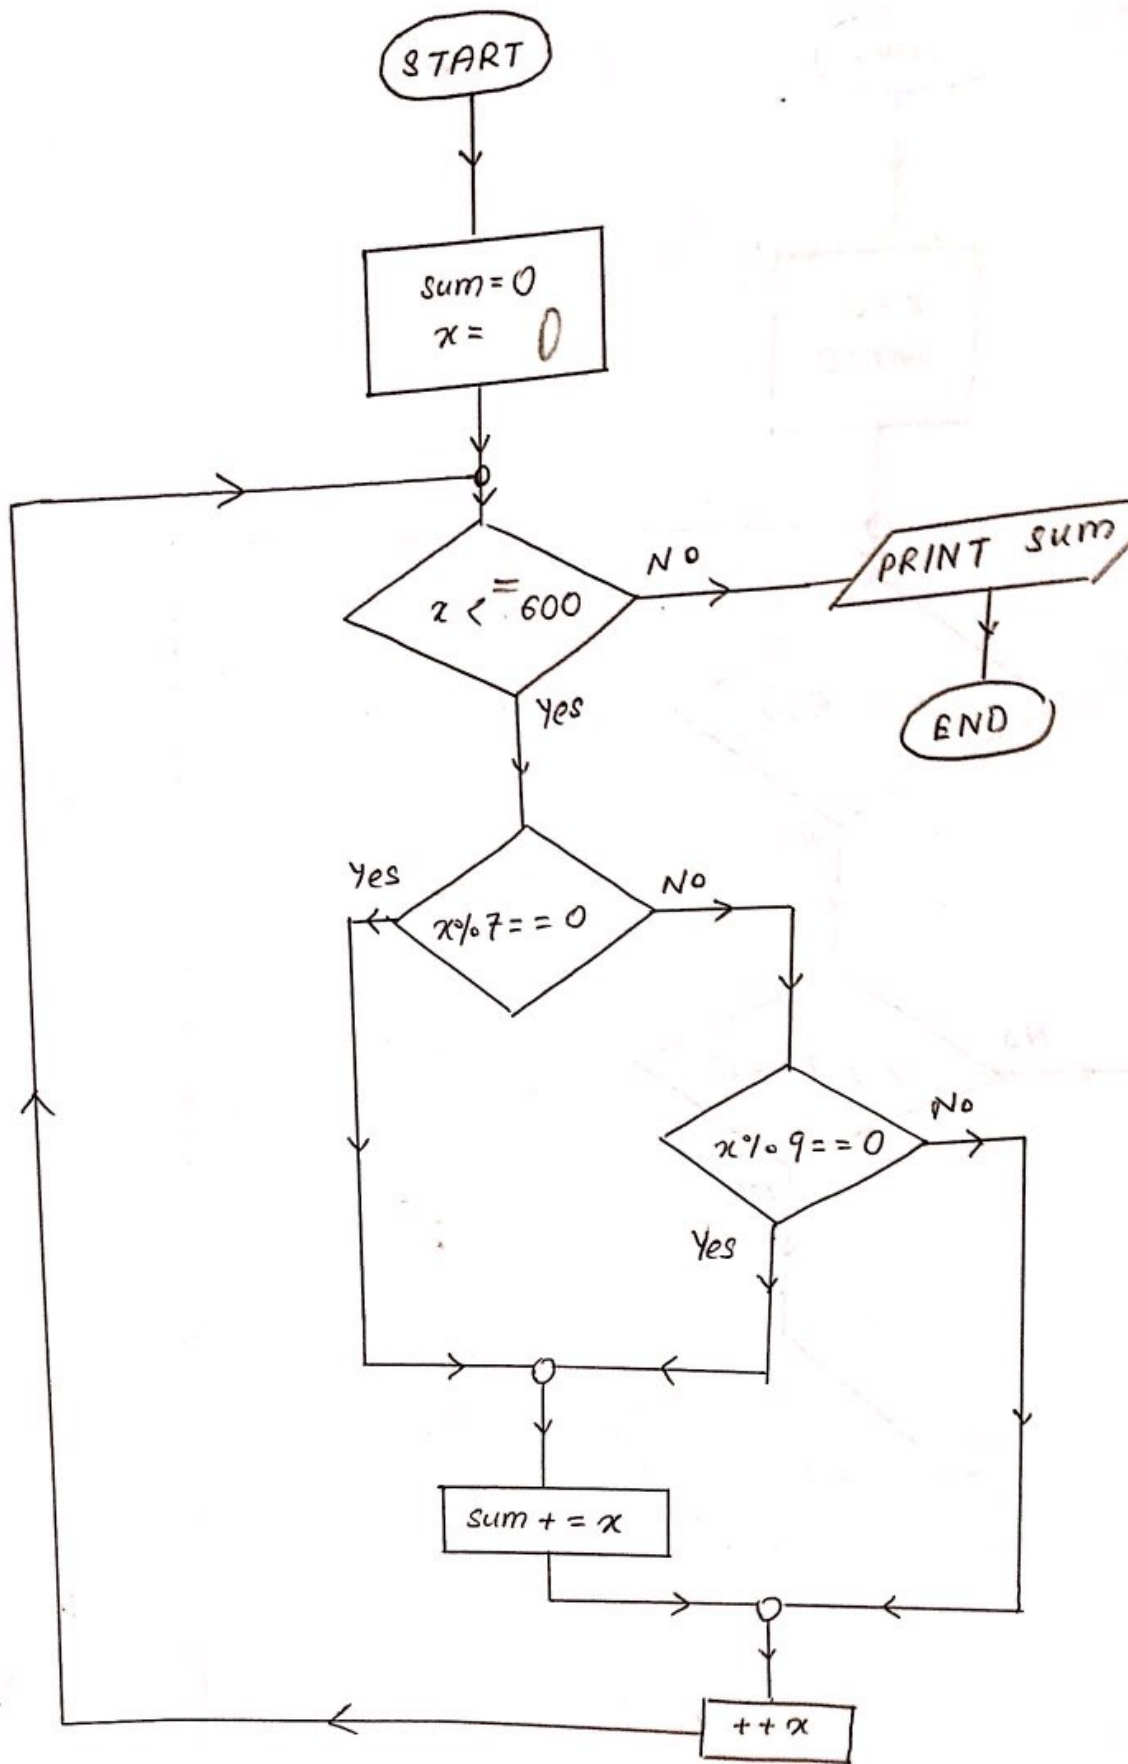 START
sum=0
x= 0
x <= 600
NO
PRINT sum
END
Yes
Yes
x%7==0
NO
x%9==0
No
Yes
sum+=x
++x